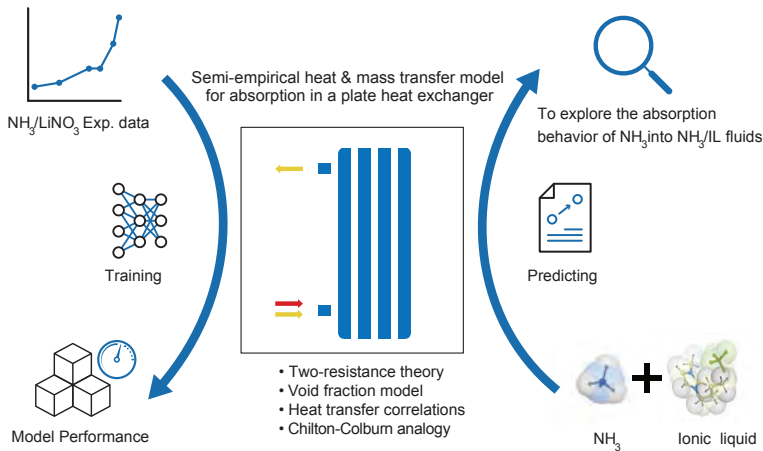 Semi-empirical heat & mass transfer model
for absorption in a plate heat exchanger
NH₃/LiNO₃ Exp. data
Training
Model Performance
• Two-resistance theory
• Void fraction model
• Heat transfer correlations
• Chilton-Colburn analogy
To explore the absorption
behavior of NH₃into NH₃/IL fluids
Predicting
NH₃
Ionic liquid